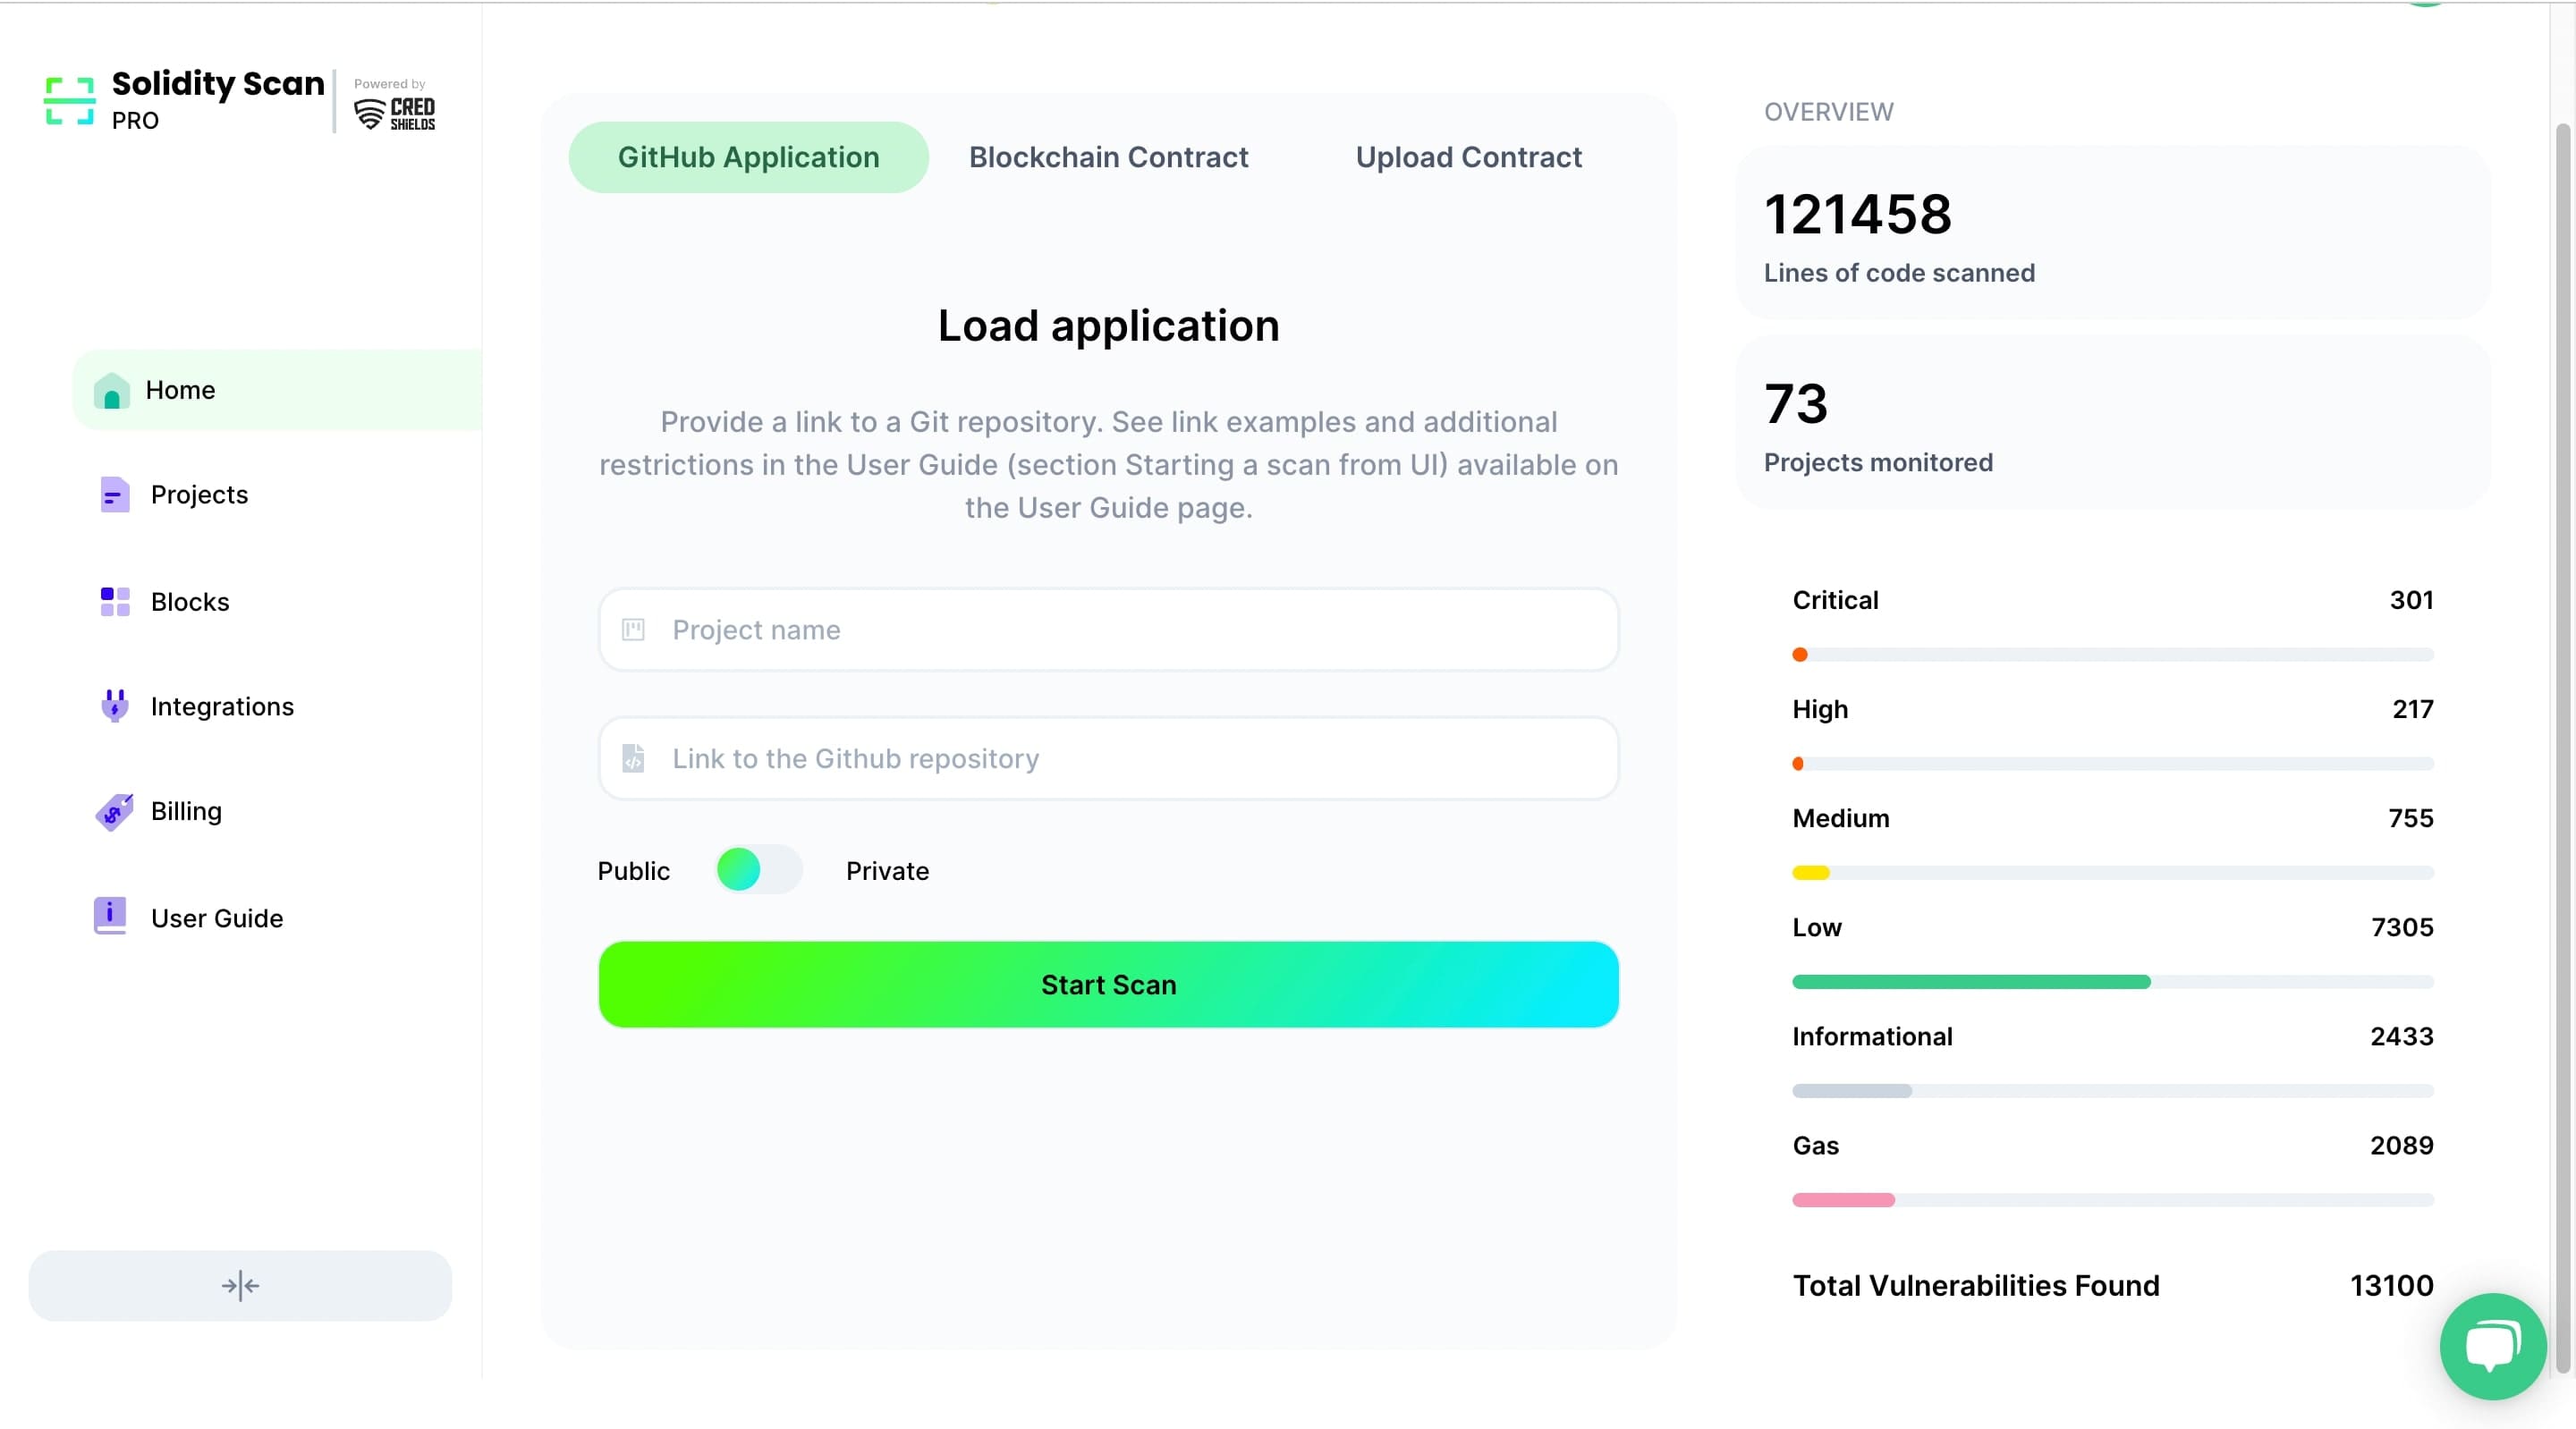 Solidity Scan
PRO
Powered by
CRED
SHIELDS
Home
Projects
Blocks
Integrations
Billing
User Guide
GitHub Application
Blockchain Contract
Upload Contract
Load application
Provide a link to a Git repository. See link examples and additional
restrictions in the User Guide (section Starting a scan from UI) available on
the User Guide page.
Project name
Link to the Github repository
Public
Private
Start Scan
OVERVIEW
121458
Lines of code scanned
73
Projects monitored
Critical 301
High 217
Medium 755
Low 7305
Informational 2433
Gas 2089
Total Vulnerabilities Found 13100